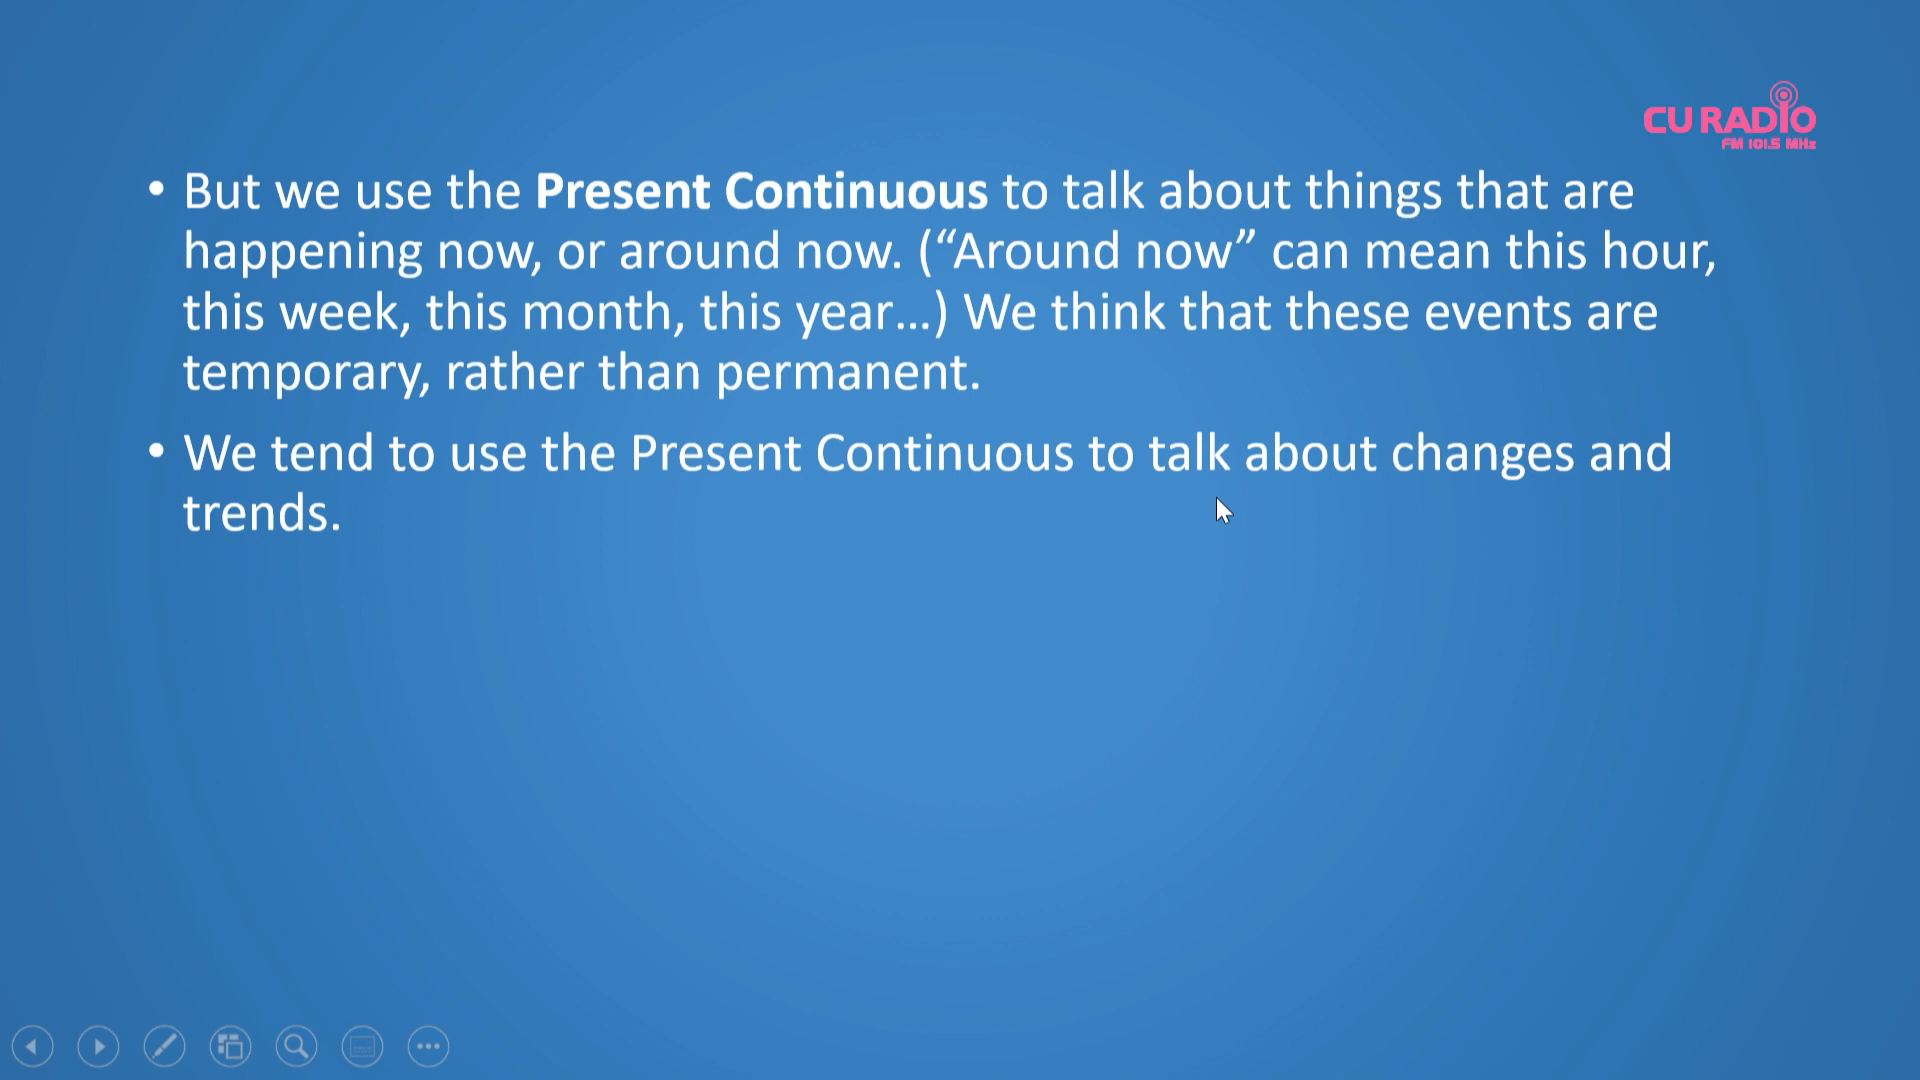 CU RADIO
FM 101.5 MHz
• But we use the Present Continuous to talk about things that are
happening now, or around now. (“Around now” can mean this hour,
this week, this month, this year…) We think that these events are
temporary, rather than permanent.
• We tend to use the Present Continuous to talk about changes and
trends.